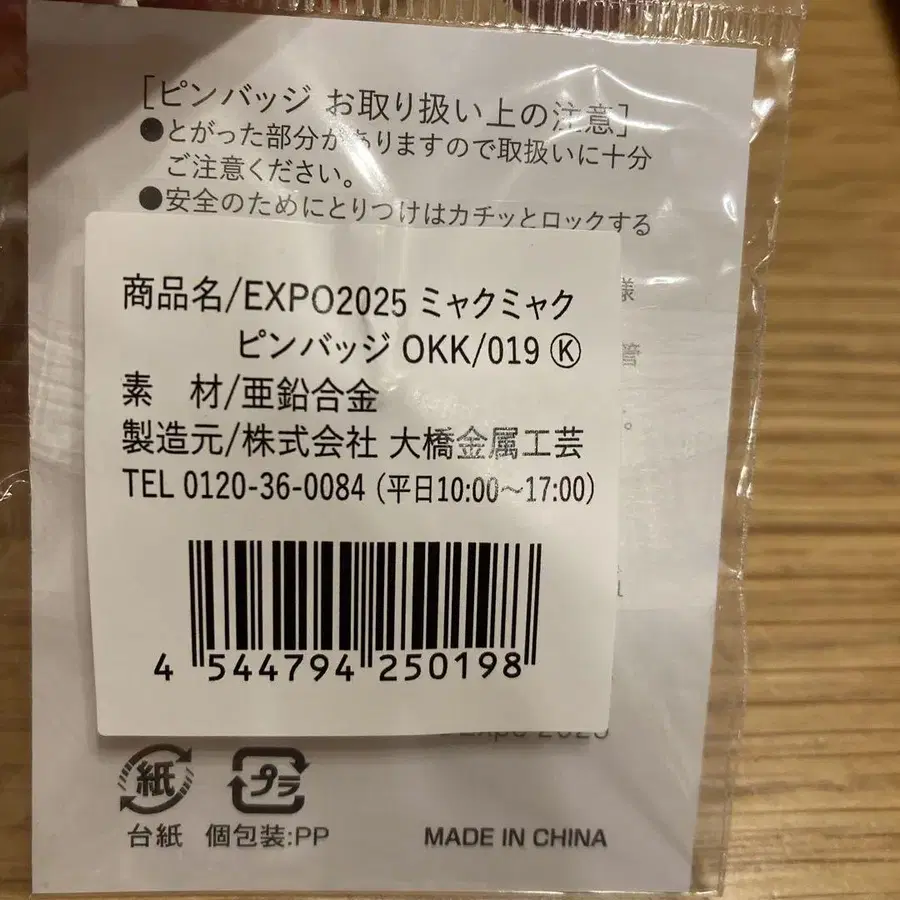 [ピンバッジ お取り扱い上の注意]
●とがった部分がありますので取扱いに十分
ご注意ください。
●安全のためにとりつけはカチッとロックする
様
管
。
商品名/EXPO2025 ミャクミャク
ピンバッジ OKK/019 Ⓚ
素　材/亜鉛合金
製造元/株式会社 大橋金属工芸
TEL 0120-36-0084 (平日10:00～17:00)
4 544794 250198
Expo 2025
紙 プラ
台紙 個包装:PP
MADE IN CHINA